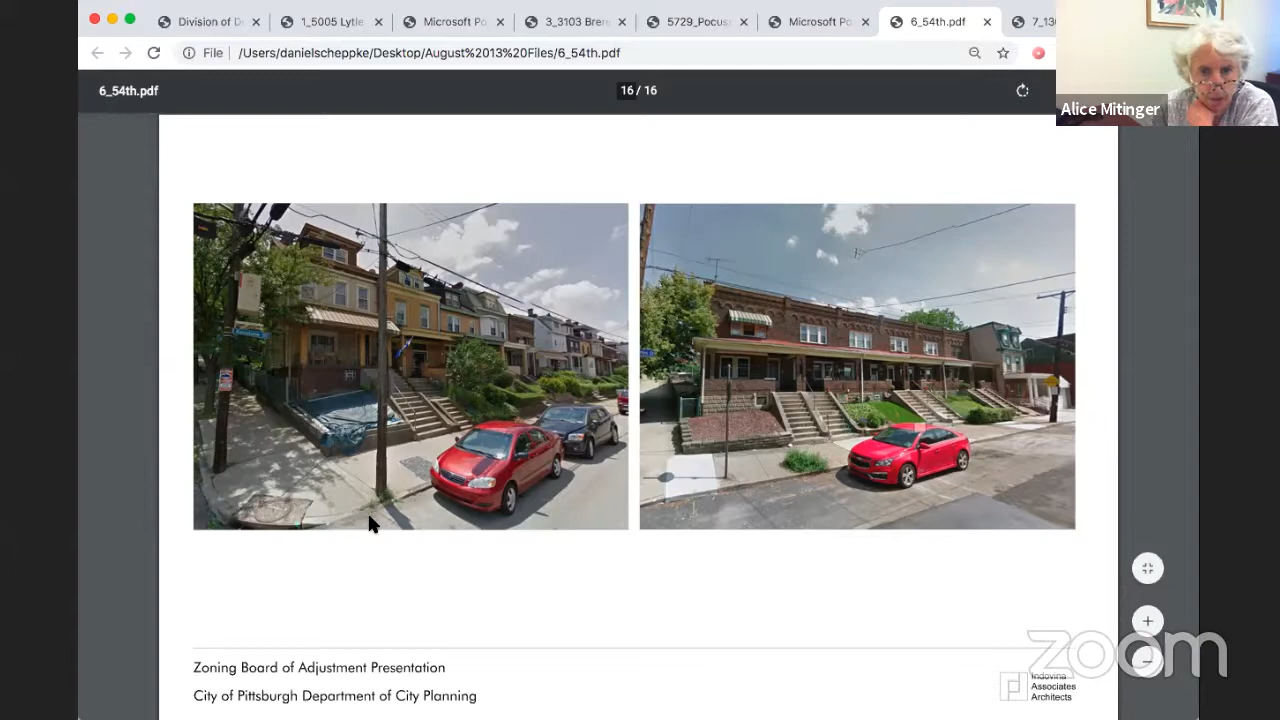 Division of D
1_5005 Lytle
Microsoft Po
3_3103 Bre
5729_Pocus
Microsoft Po
6_54th.pdf
7_13
File
/Users/danielscheppke/Desktop/August%2013%20Files/6_54th.pdf
6_54th.pdf
16 / 16
Alice Mitinger
Zoning Board of Adjustment Presentation
City of Pittsburgh Department of City Planning
Indovina
Associates
Architects
zoom